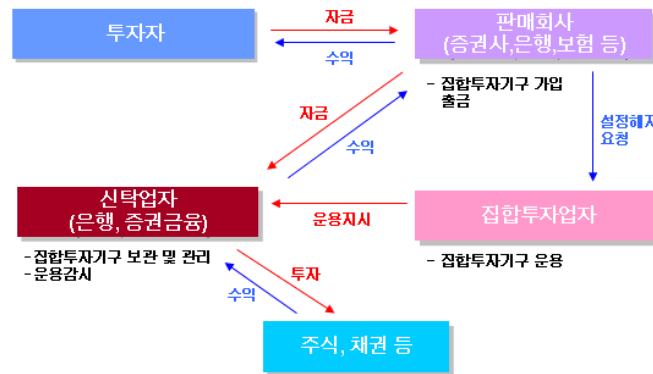 투자자
자금
수익
판매회사
(증권사,은행,보험 등)
- 집합투자기구 가입
출금
자금
수익
설정해지
요청
신탁업자
(은행, 증권금융)
운용지시
집합투자업자
-집합투자기구 보관 및 관리
-운용감시
- 집합투자기구 운용
투자
수익
주식, 채권 등